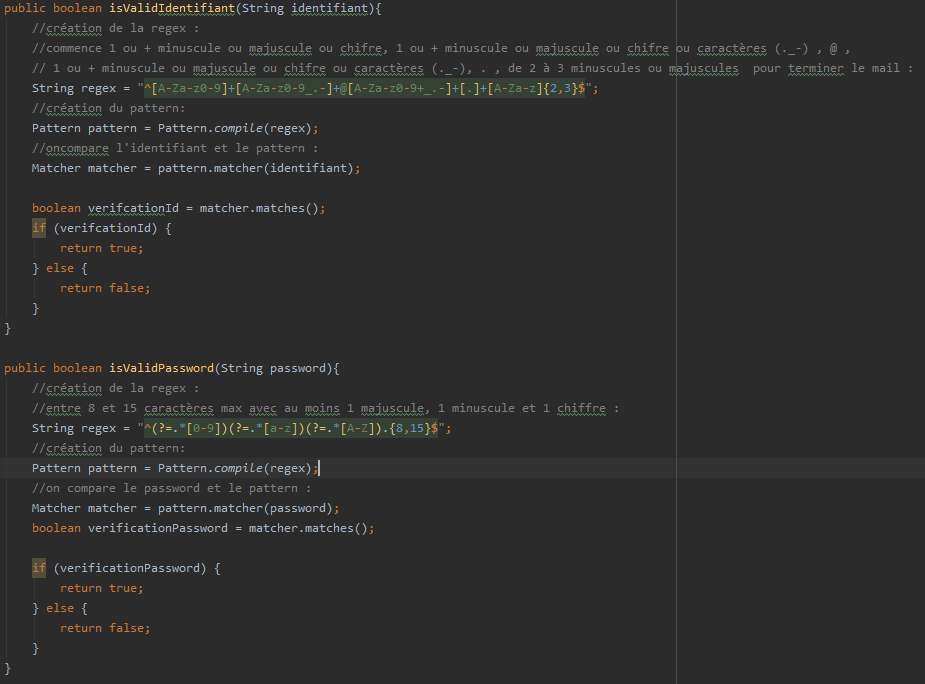 public boolean isValidIdentifiant(String identifiant){
//création de la regex :
//commence 1 ou + minuscule ou majuscule ou chifre, 1 ou + minuscule ou majuscule ou chifre ou caractères (._-) , @ ,
// 1 ou + minuscule ou majuscule ou chifre ou caractères (._-), . , de 2 à 3 minuscules ou majuscules  pour terminer le mail :
String regex = "^[A-Za-z0-9]+[A-Za-z0-9_.-]+@[A-Za-z0-9+_.-]+[.]+[A-Za-z]{2,3}$";
//création du pattern:
Pattern pattern = Pattern.compile(regex);
//oncompare l'identifiant et le pattern :
Matcher matcher = pattern.matcher(identifiant);
boolean verifcationId = matcher.matches();
if (verifcationId) {
return true;
} else {
return false;
}
}
public boolean isValidPassword(String password){
//création de la regex :
//entre 8 et 15 caractères max avec au moins 1 majuscule, 1 minuscule et 1 chiffre :
String regex = "^(?=.*[0-9])(?=.*[a-z])(?=.*[A-Z]).{8,15}$";
//création du pattern:
Pattern pattern = Pattern.compile(regex);
//on compare le password et le pattern :
Matcher matcher = pattern.matcher(password);
boolean verificationPassword = matcher.matches();
if (verificationPassword) {
return true;
} else {
return false;
}
}